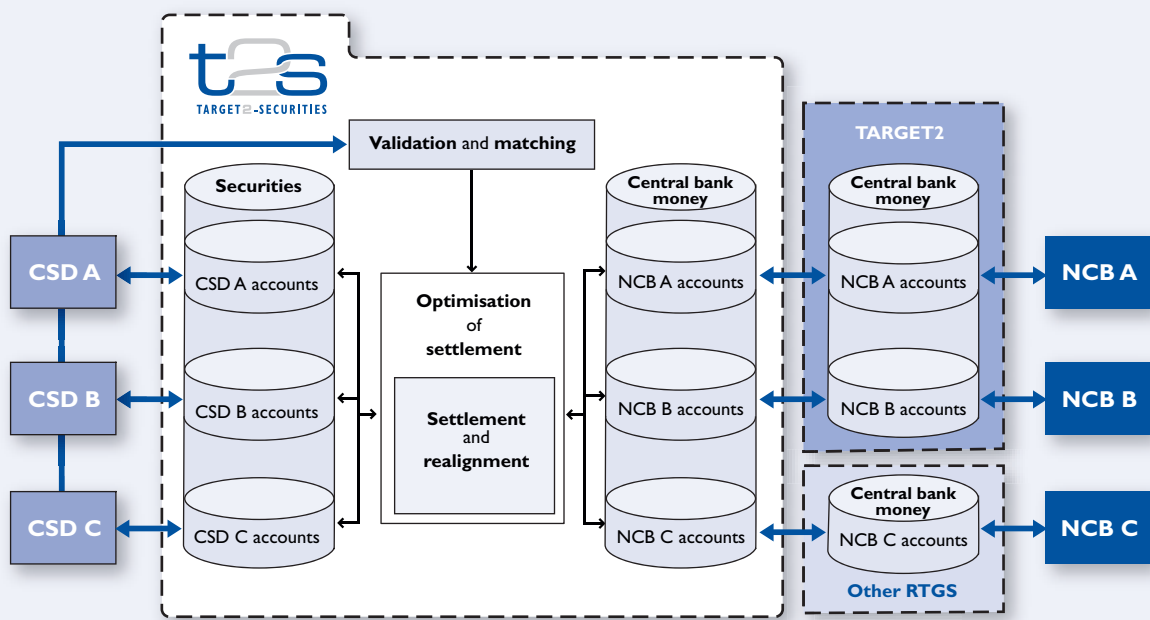 t2s
TARGET2-SECURITIES
Validation and matching
TARGET2
Securities
Central bank
money
Central bank
money
CSD A
CSD A accounts
NCB A accounts
NCB A accounts
NCB A
Optimisation
of
settlement
CSD B
CSD B accounts
NCB B accounts
NCB B accounts
NCB B
Settlement
and
realignment
CSD C
CSD C accounts
NCB C accounts
Central bank
money
NCB C accounts
NCB C
Other RTGS